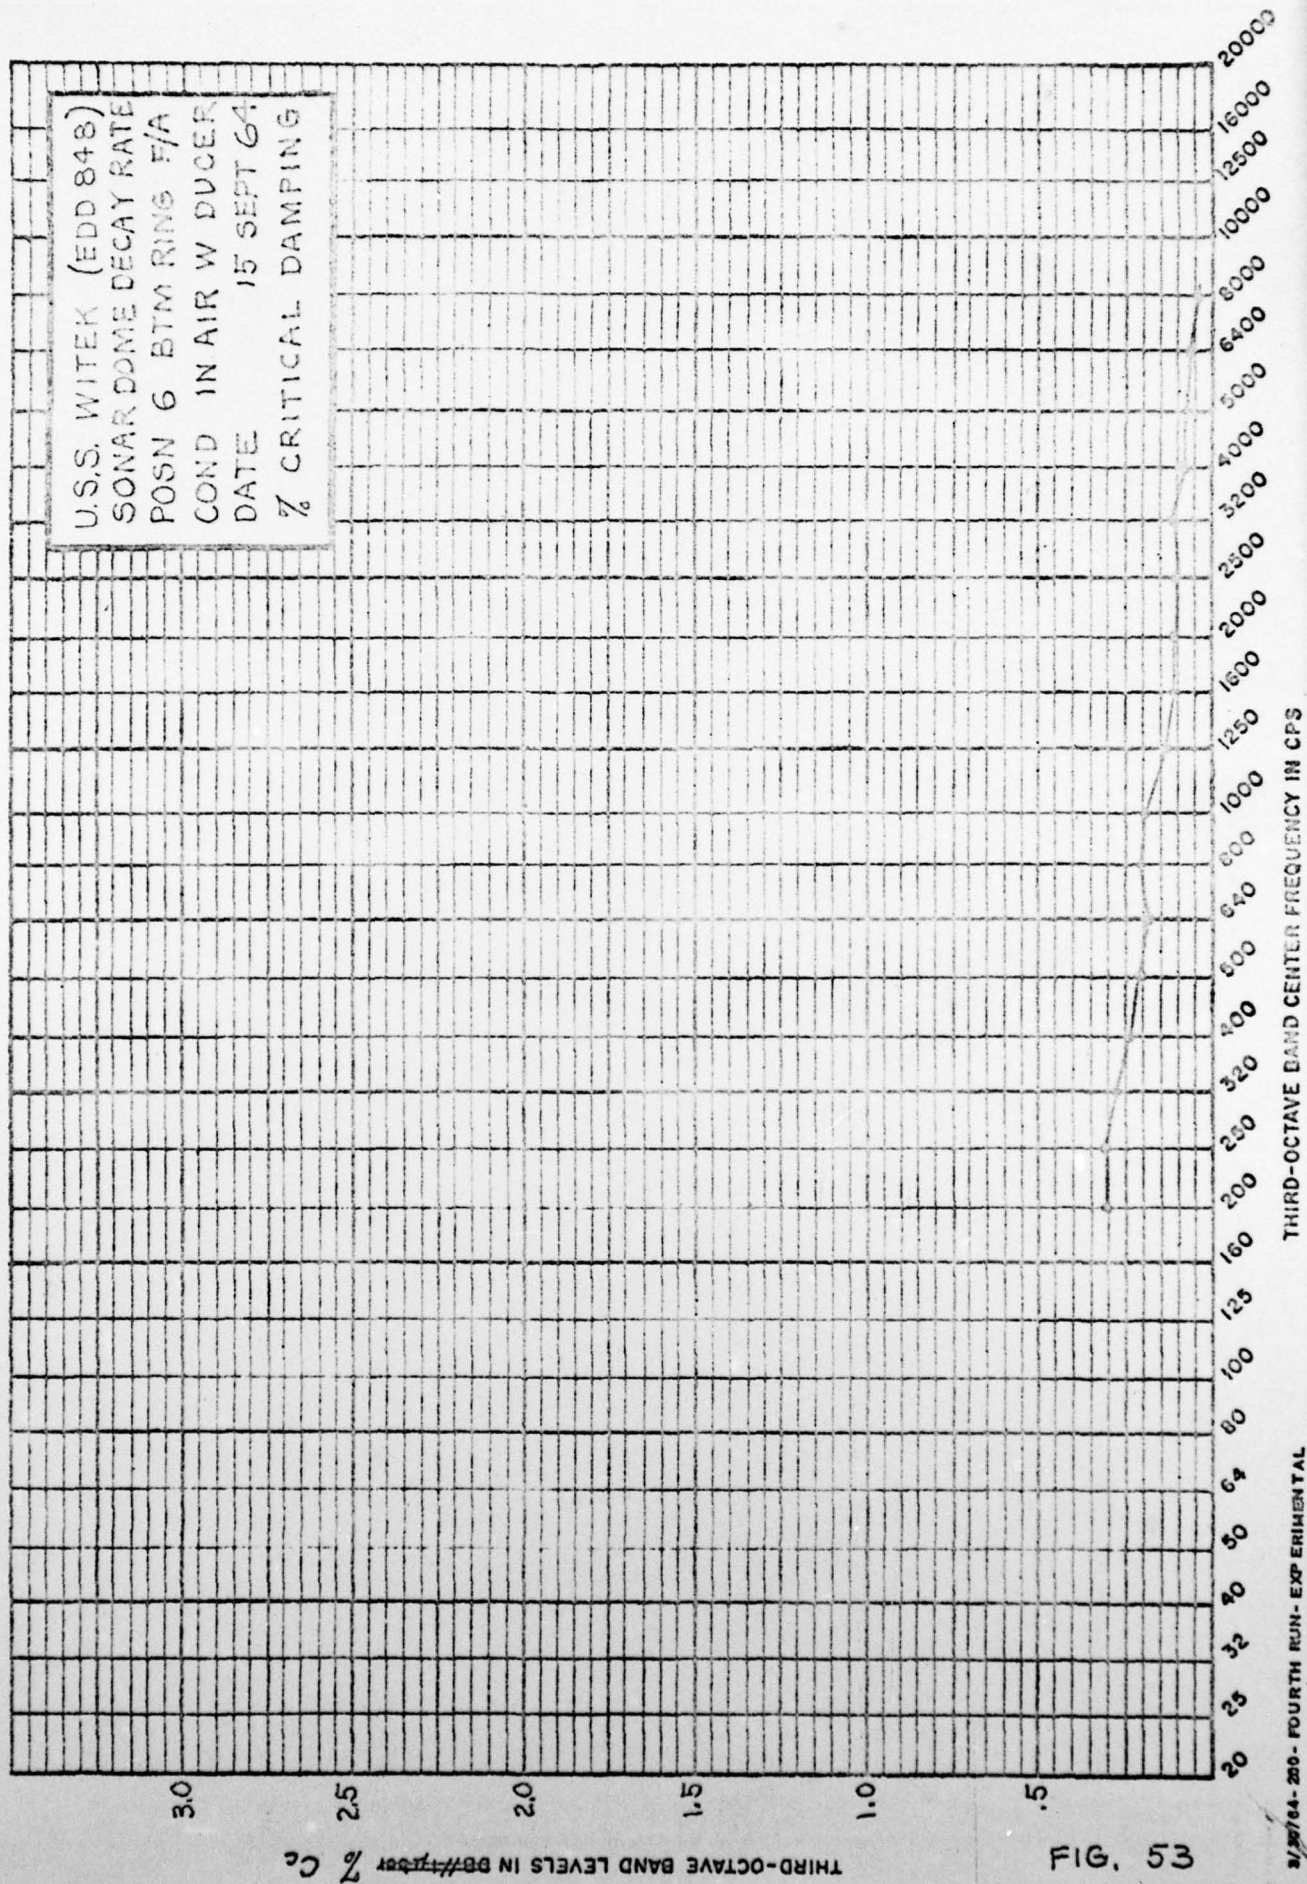 U.S.S. WITEK (EDD 848)
SONAR DOME DECAY RATE
POSN 6 BTM RING F/A
COND IN AIR W DUCER
DATE 15 SEPT 64
% CRITICAL DAMPING
THIRD-OCTAVE BAND LEVELS IN % Cc
3.0
2.5
2.0
1.5
1.0
.5
20 25 32 40 50 64 80 100 125 160 200 250 320 400 500 640 800 1000 1250 1600 2000 2500 3200 4000 5000 6400 8000 10000 12500 16000 20000
THIRD-OCTAVE BAND CENTER FREQUENCY IN CPS
FIG. 53
200- FOURTH RUN- EXPERIMENTAL